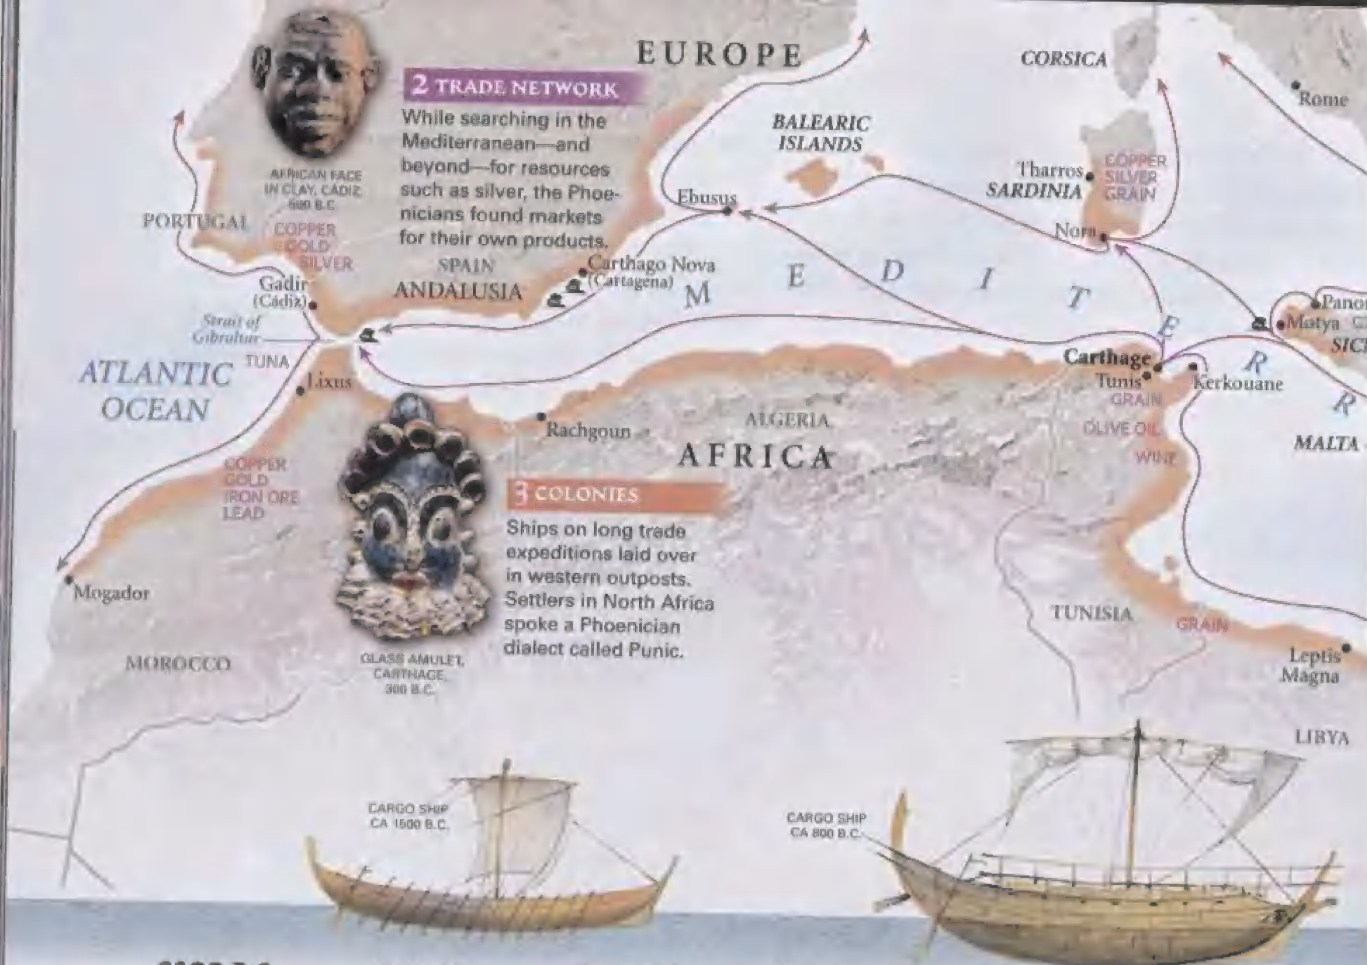 EUROPE
CORSICA
Rome
2 TRADE NETWORK
While searching in the
Mediterranean—and
beyond—for resources
such as silver, the Phoe-
nicians found markets
for their own products.
AFRICAN FACE
IN CLAY, CÁDIZ,
BALEARIC
ISLANDS
Tharros
SARDINIA
COPPER
SILVER
GRAIN
Ebusus
Nora
PORTUGAL
COPPER
GOLD
SILVER
SPAIN
ANDALUSIA
Carthago Nova
(Cartagena)
Gadir
(Cádiz)
Strait of
Gibraltar
TUNA
Lixus
ATLANTIC
OCEAN
M E D I T E R R
Motya
Carthage
Tunis
Kerkouane
GRAIN
OLIVE OIL
WINE
MALTA
Rachgoun
ALGERIA
AFRICA
COPPER
GOLD
IRON ORE
LEAD
3 COLONIES
Ships on long trade
expeditions laid over
in western outposts.
Settlers in North Africa
spoke a Phoenician
dialect called Punic.
Mogador
MOROCCO
GLASS AMULET,
CARTHAGE,
300 B.C.
TUNISIA
GRAIN
Leptis
Magna
LIBYA
CARGO SHIP
CA 1500 B.C.
CARGO SHIP
CA 800 B.C.